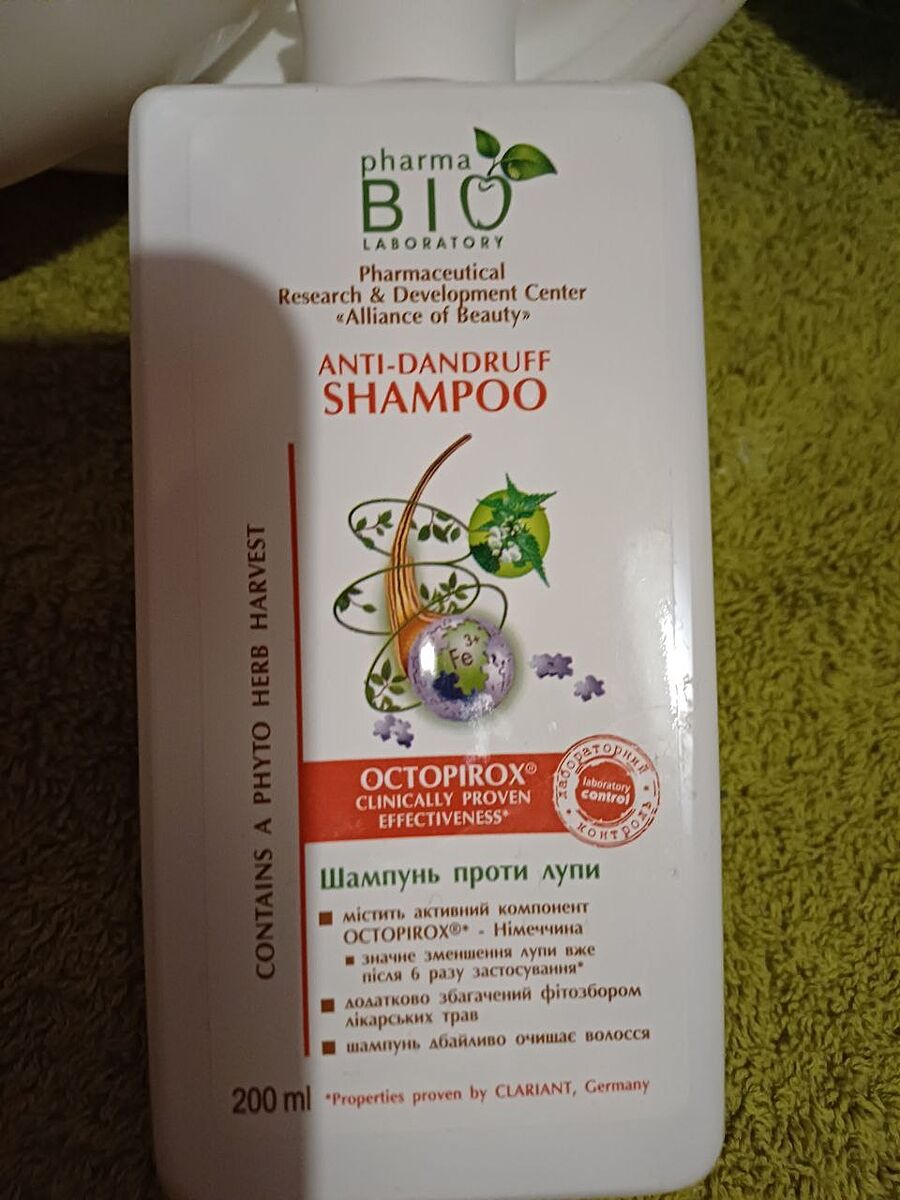 pharma
BIO
LABORATORY
Pharmaceutical
Research & Development Center
«Alliance of Beauty»
ANTI-DANDRUFF
SHAMPOO
CONTAINS A PHYTO HERB HARVEST
3+
Fe
OCTOPIROX®
CLINICALLY PROVEN
EFFECTIVENESS*
лабораторний
laboratory
control
контроль
Шампунь проти лупи
містить активний компонент
OCTOPIROX®* - Німеччина
значне зменшення лупи вже
після 6 разу застосування*
додатково збагачений фітозбором
лікарських трав
шампунь дбайливо очищає волосся
200 ml
*Properties proven by CLARIANT, Germany